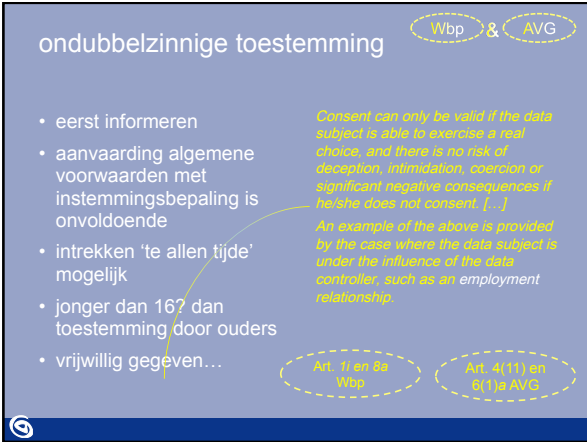 ondubbelzinnige toestemming
Wbp & AVG
• eerst informeren
• aanvaarding algemene
voorwaarden met
instemmingsbepaling is
onvoldoende
• intrekken ‘te allen tijde’
mogelijk
• jonger dan 16? dan
toestemming door ouders
• vrijwillig gegeven…
Consent can only be valid if the data
subject is able to exercise a real
choice, and there is no risk of
deception, intimidation, coercion or
significant negative consequences if
he/she does not consent. […]
An example of the above is provided
by the case where the data subject is
under the influence of the data
controller, such as an employment
relationship.
Art. 1i en 8a
Wbp
Art. 4(11) en
6(1)a AVG